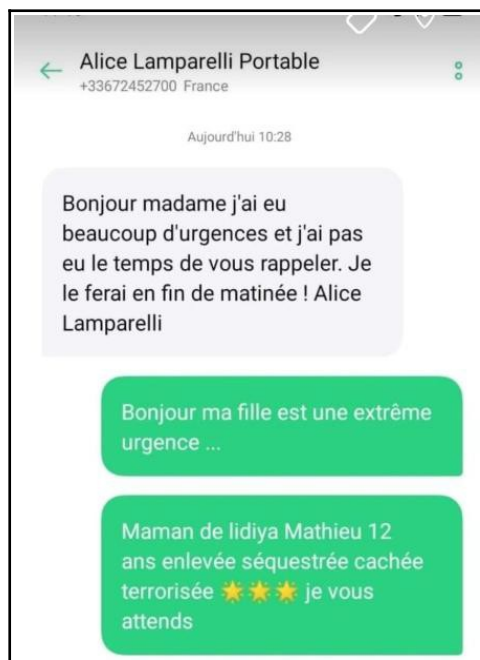 Alice Lamparelli Portable
+33672452700 France
Aujourd'hui 10:28
Bonjour madame j'ai eu
beaucoup d'urgences et j'ai pas
eu le temps de vous rappeler. Je
le ferai en fin de matinée ! Alice
Lamparelli
Bonjour ma fille est une extrême
urgence ...
Maman de lidiya Mathieu 12
ans enlevée séquestrée cachée
terrorisée 🌟🌟🌟 je vous
attends